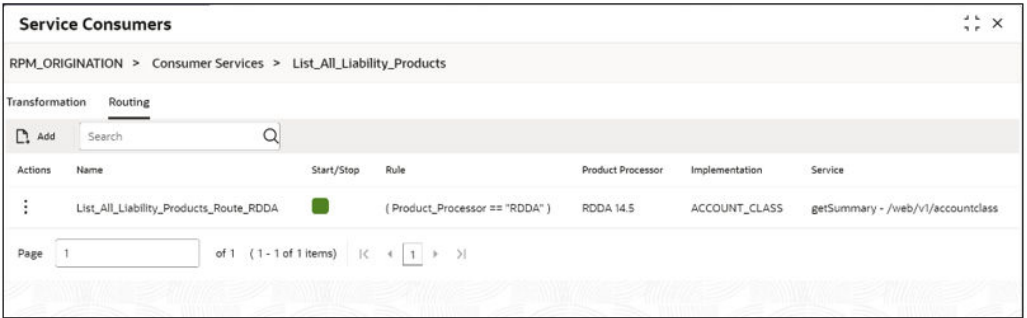 Service Consumers
RPM_ORIGINATION > Consumer Services > List_All_Liability_Products
Transformation Routing
Add Search
Actions Name Start/Stop Rule Product Processor Implementation Service
List_All_Liability_Products_Route_RDDA ( Product_Processor == "RDDA" ) RDDA 14.5 ACCOUNT_CLASS getSummary - /web/v1/accountclass
Page 1 of 1 ( 1 - 1 of 1 items) 1